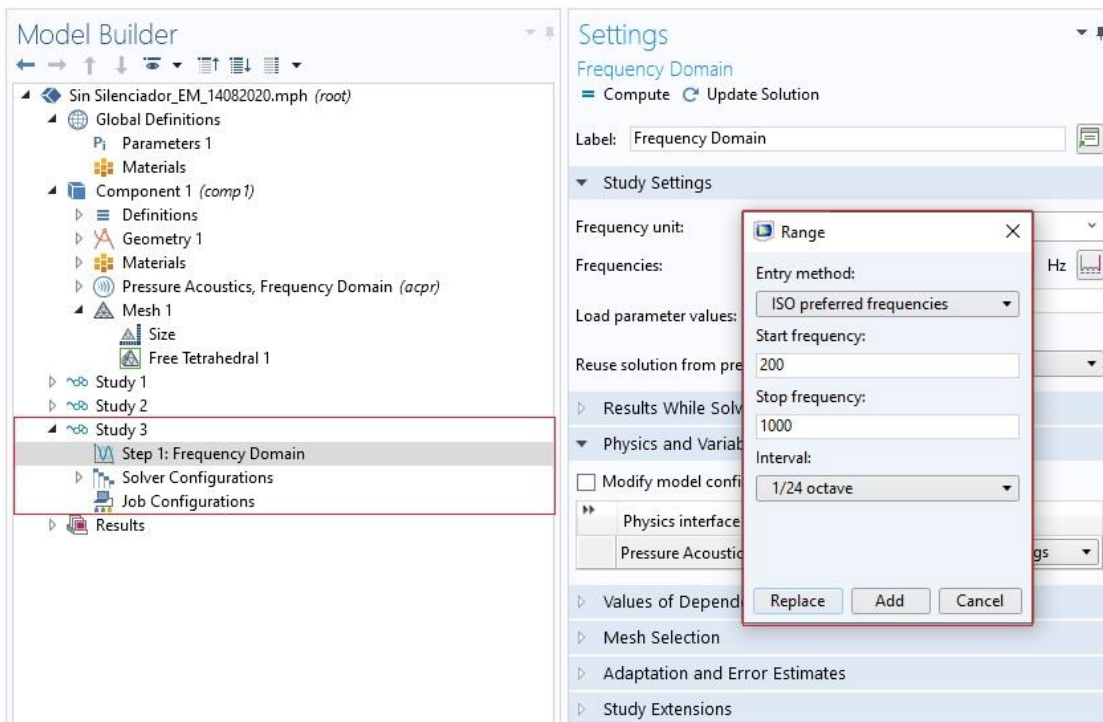 Model Builder
Sin Silenciador_EM_14082020.mph (root)
Global Definitions
Pi Parameters 1
Materials
Component 1 (comp1)
Definitions
Geometry 1
Materials
Pressure Acoustics, Frequency Domain (acpr)
Mesh 1
Size
Free Tetrahedral 1
Study 1
Study 2
Study 3
Step 1: Frequency Domain
Solver Configurations
Job Configurations
Results
Settings
Frequency Domain
= Compute Update Solution
Label: Frequency Domain
Study Settings
Frequency unit:
Frequencies: Hz
Load parameter values:
Reuse solution from pre
Results While Solv
Physics and Variab
Modify model confi
Physics interface
Pressure Acoustic gs
Values of Depend
Mesh Selection
Adaptation and Error Estimates
Study Extensions
Range
Entry method:
ISO preferred frequencies
Start frequency:
200
Stop frequency:
1000
Interval:
1/24 octave
Replace Add Cancel